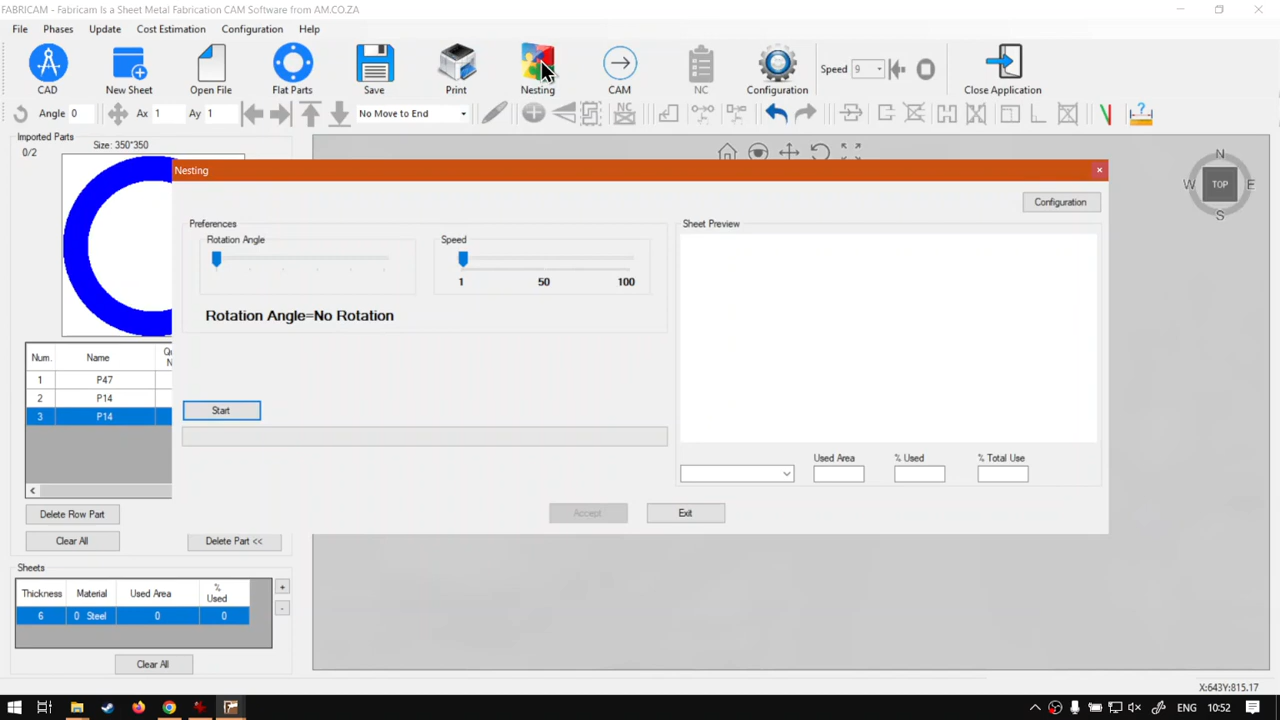 FABRICAM - Fabricam Is a Sheet Metal Fabrication CAM Software from AM.CO.ZA
File Phases Update Cost Estimation Configuration Help
CAD New Sheet Open File Flat Parts Save Print Nesting CAM NC Configuration Speed 9 Close Application
Angle 0 Ax 1 Ay 1 No Move to End NC
Imported Parts
0/2
Size: 350*350
N
W TOP E
S
Nesting
Configuration
Preferences
Rotation Angle Speed
1 50 100
Rotation Angle=No Rotation
Sheet Preview
Num. Name
1 P47
2 P14
3 P14
Start
Used Area % Used % Total Use
Accept Exit
Delete Row Part
Clear All Delete Part <<
Sheets
Thickness Material Used Area % Used
6 0 Steel 0 0
+
-
Clear All
X:643Y:815.17
ENG 10:52